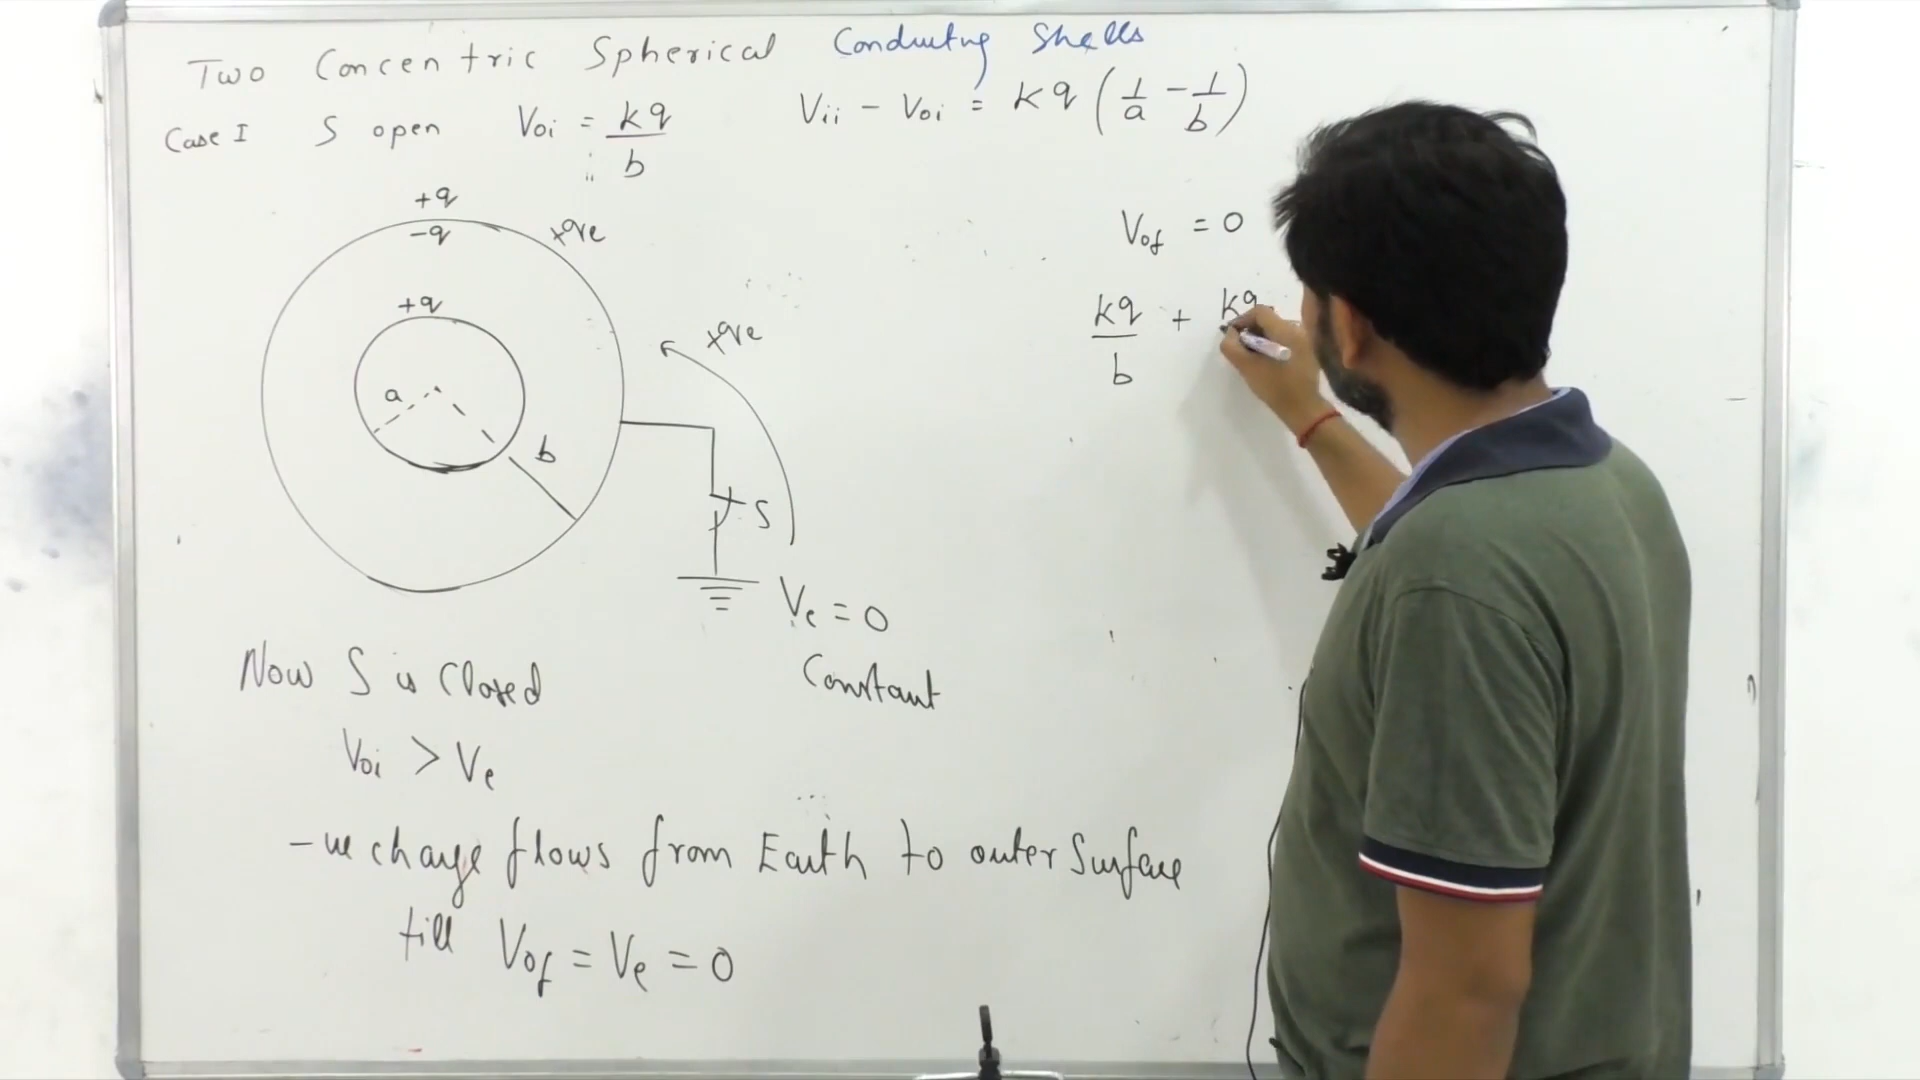 Two Concentric Spherical Conducting Shells
Case I S open Voi = kq/b
Vii - Voi = kq (1/a -1/b)
+q
-q
+ve
+q
a
b
+ve
S
Ve = 0
Constant
Now S is Closed
Voi > Ve
-ve charge flows from Earth to outer Surface
till Vof = Ve = 0
Vof = 0
kq/b + kq